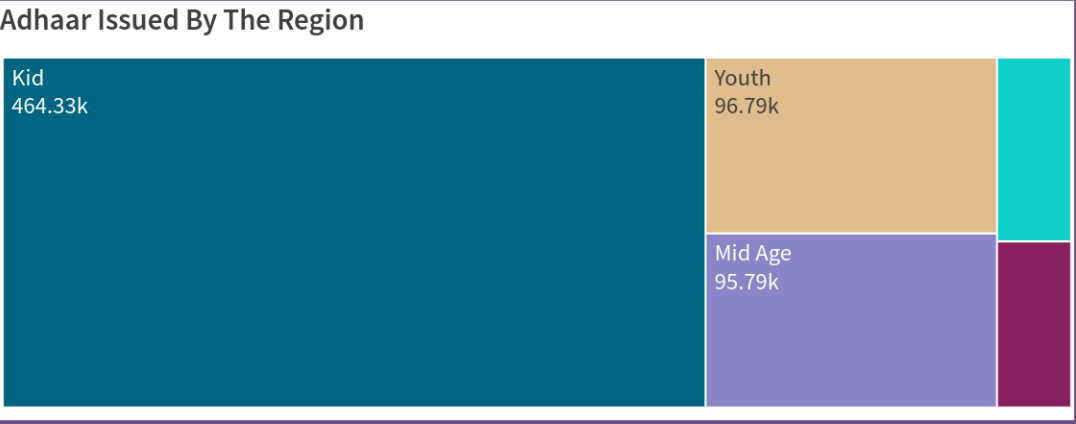 Adhaar Issued By The Region
Kid
464.33k
Youth
96.79k
Mid Age
95.79k